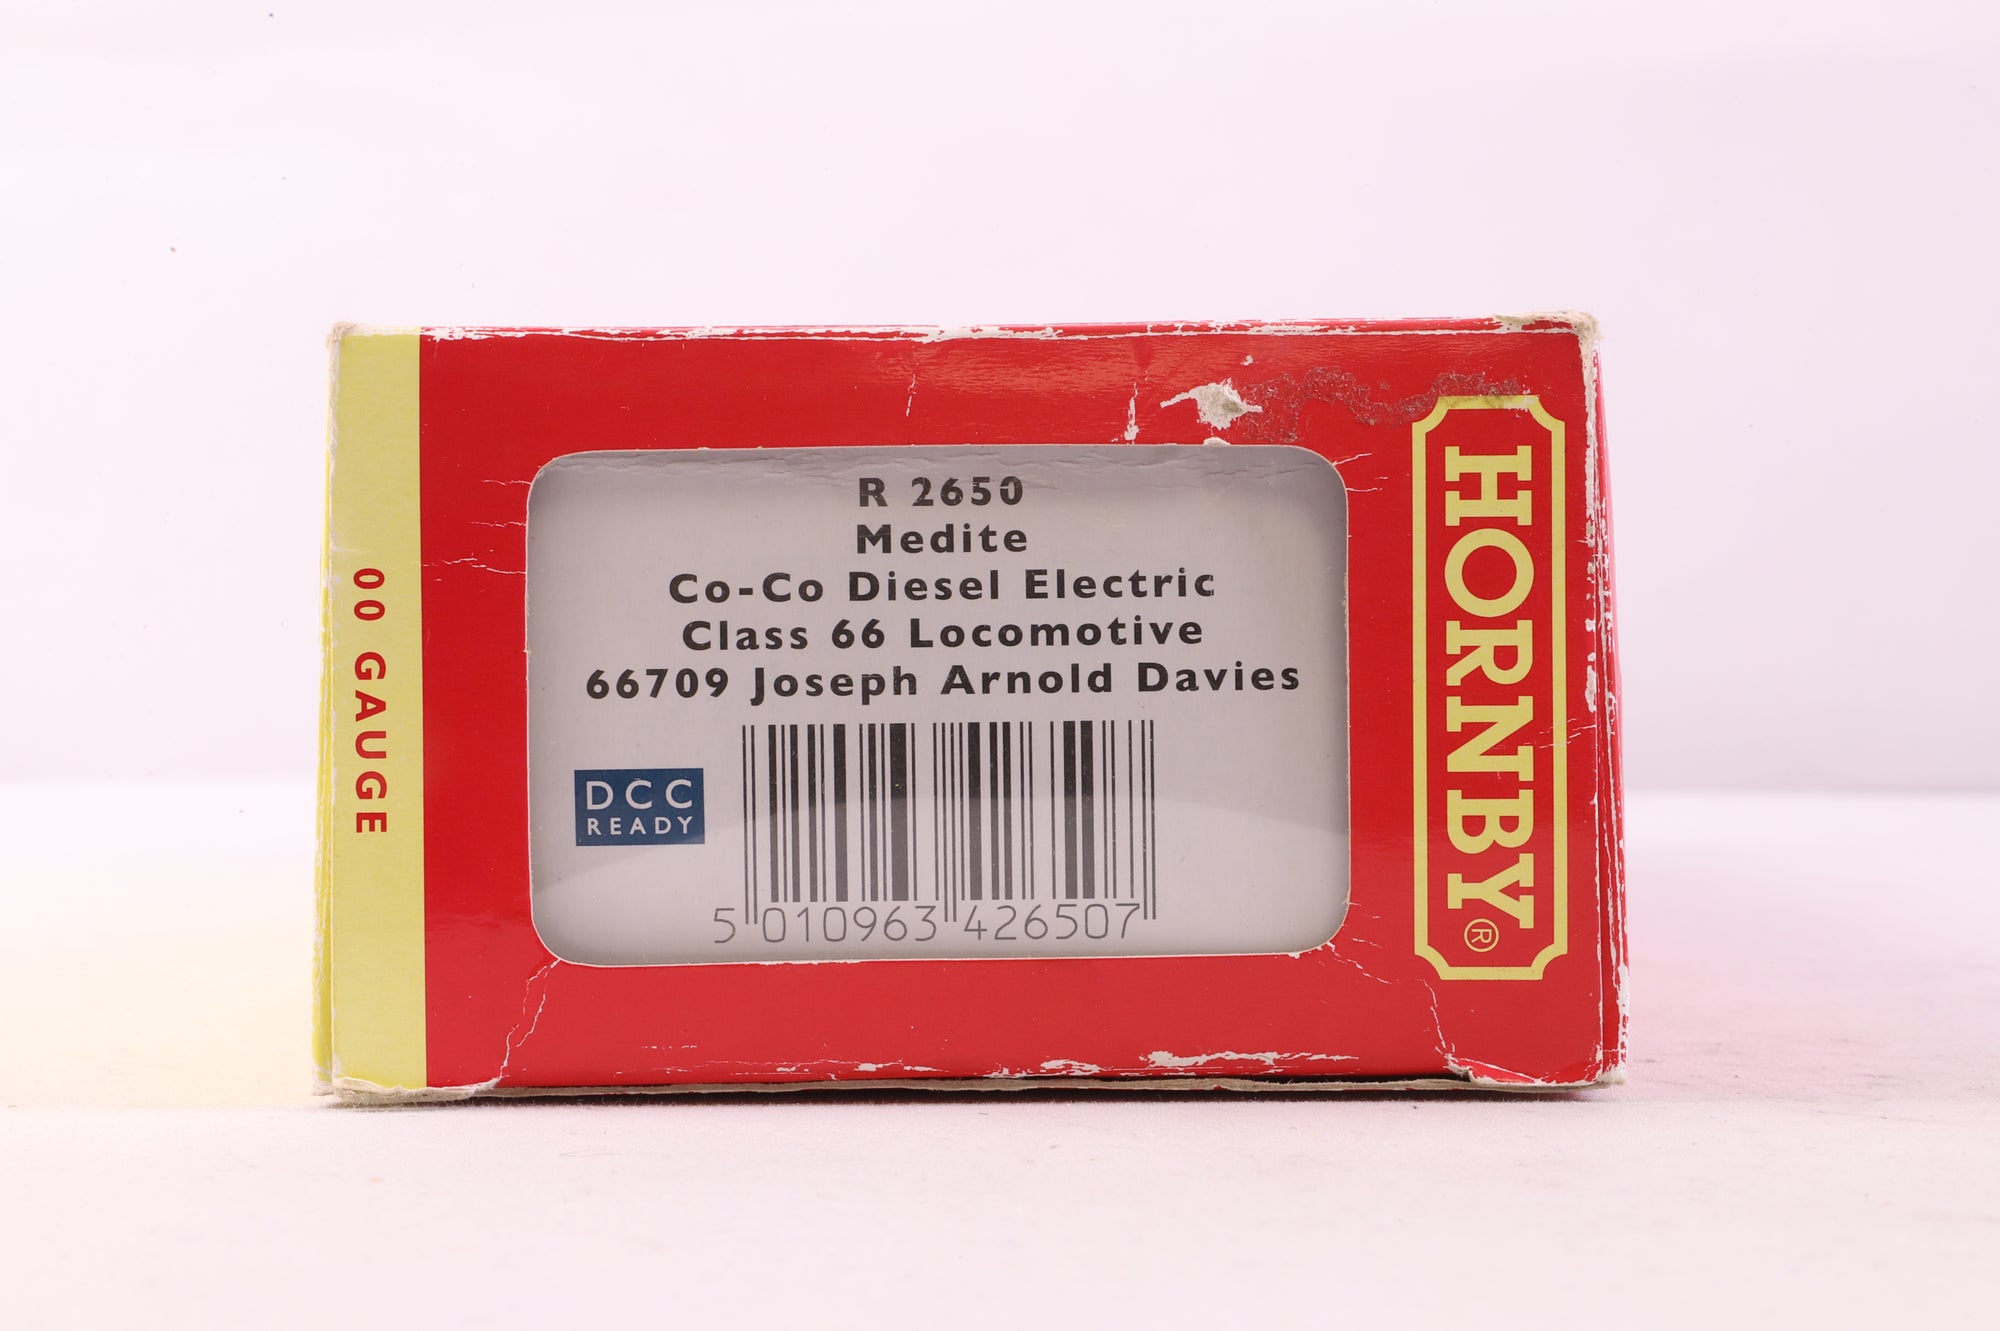 00 GAUGE
R 2650
Medite
Co-Co Diesel Electric
Class 66 Locomotive
66709 Joseph Arnold Davies
DCC
READY
5 010963 426507
HORNBY®